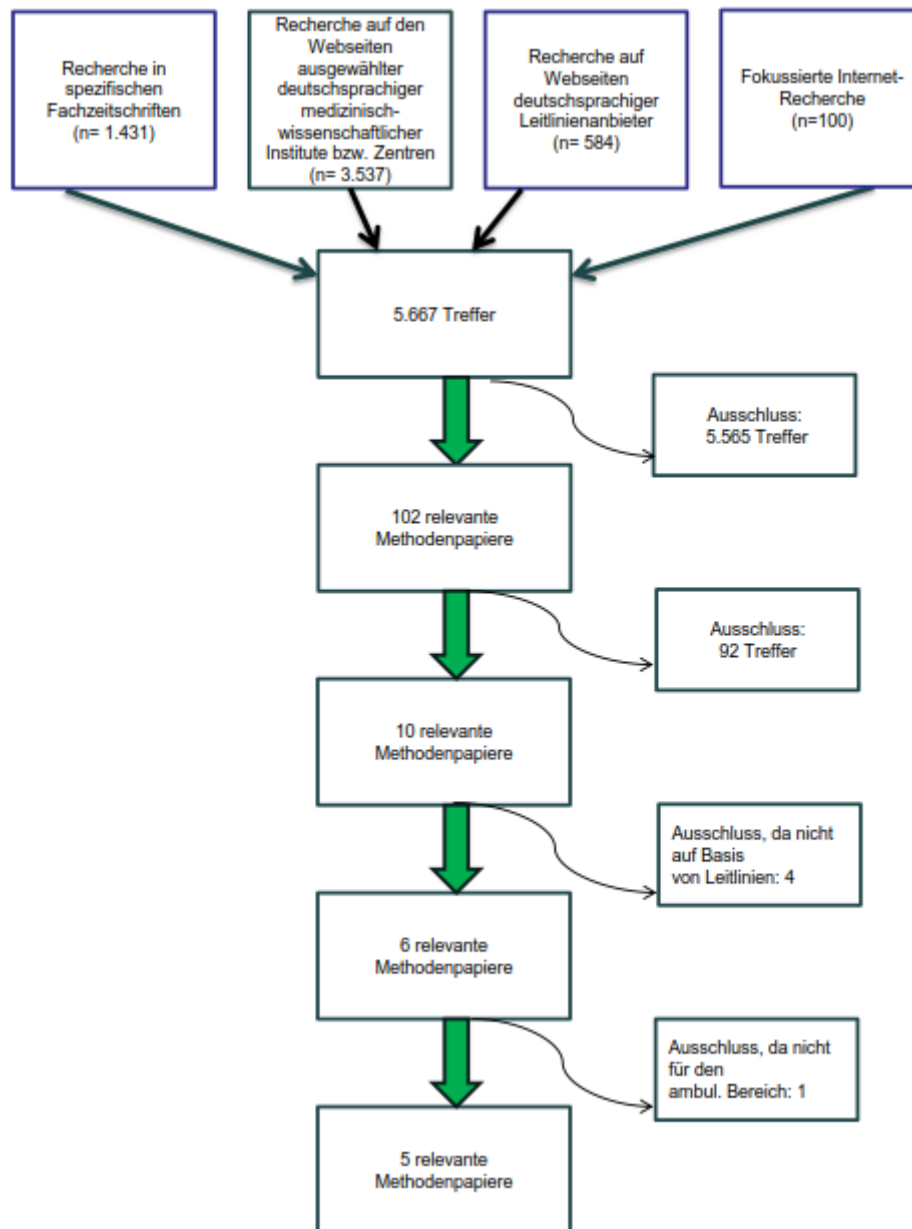 Recherche in
spezifischen
Fachzeitschriften
(n= 1.431)
Recherche auf den
Webseiten
ausgewählter
deutschsprachiger
medizinisch-
wissenschaftlicher
Institute bzw. Zentren
(n= 3.537)
Recherche auf
Webseiten
deutschsprachiger
Leitlinienanbieter
(n= 584)
Fokussierte Internet-
Recherche
(n=100)
5.667 Treffer
Ausschluss:
5.565 Treffer
102 relevante
Methodenpapiere
Ausschluss:
92 Treffer
10 relevante
Methodenpapiere
Ausschluss, da nicht
auf Basis
von Leitlinien: 4
6 relevante
Methodenpapiere
Ausschluss, da nicht
für den
ambul. Bereich: 1
5 relevante
Methodenpapiere